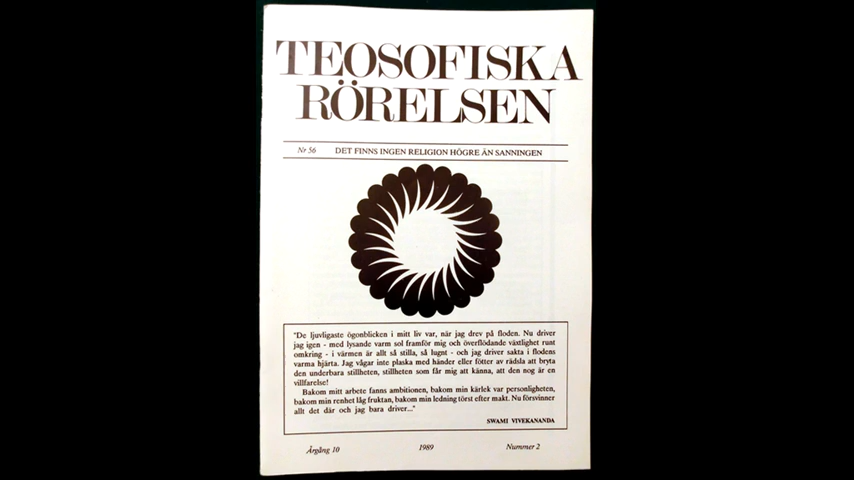 TEOSOFISKA
RÖRELSEN
Nr 56 DET FINNS INGEN RELIGION HÖGRE ÄN SANNINGEN
"De ljuvligaste ögonblicken i mitt liv var, när jag drev på floden. Nu driver
jag igen - med lysande varm sol framför mig och överflödande växtlighet runt
omkring - i värmen är allt så stilla, så lugnt - och jag driver sakta i flodens
varma hjärta. Jag vågar inte plaska med händer eller fötter av rädsla att bryta
den underbara stillheten, stillheten som får mig att känna, att den nog är en
villfarelse!
Bakom mitt arbete fanns ambitionen, bakom min kärlek var personligheten,
bakom min renhet låg fruktan, bakom min ledning törst efter makt. Nu försvinner
allt det där och jag bara driver..."
SWAMI VIVEKANANDA
Årgång 10 1989 Nummer 2